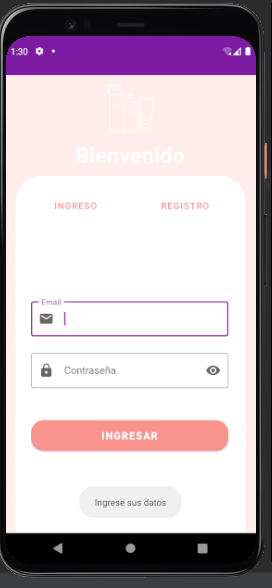 1:30
Bienvenido
INGRESO REGISTRO
Email
Contraseña
INGRESAR
Ingrese sus datos